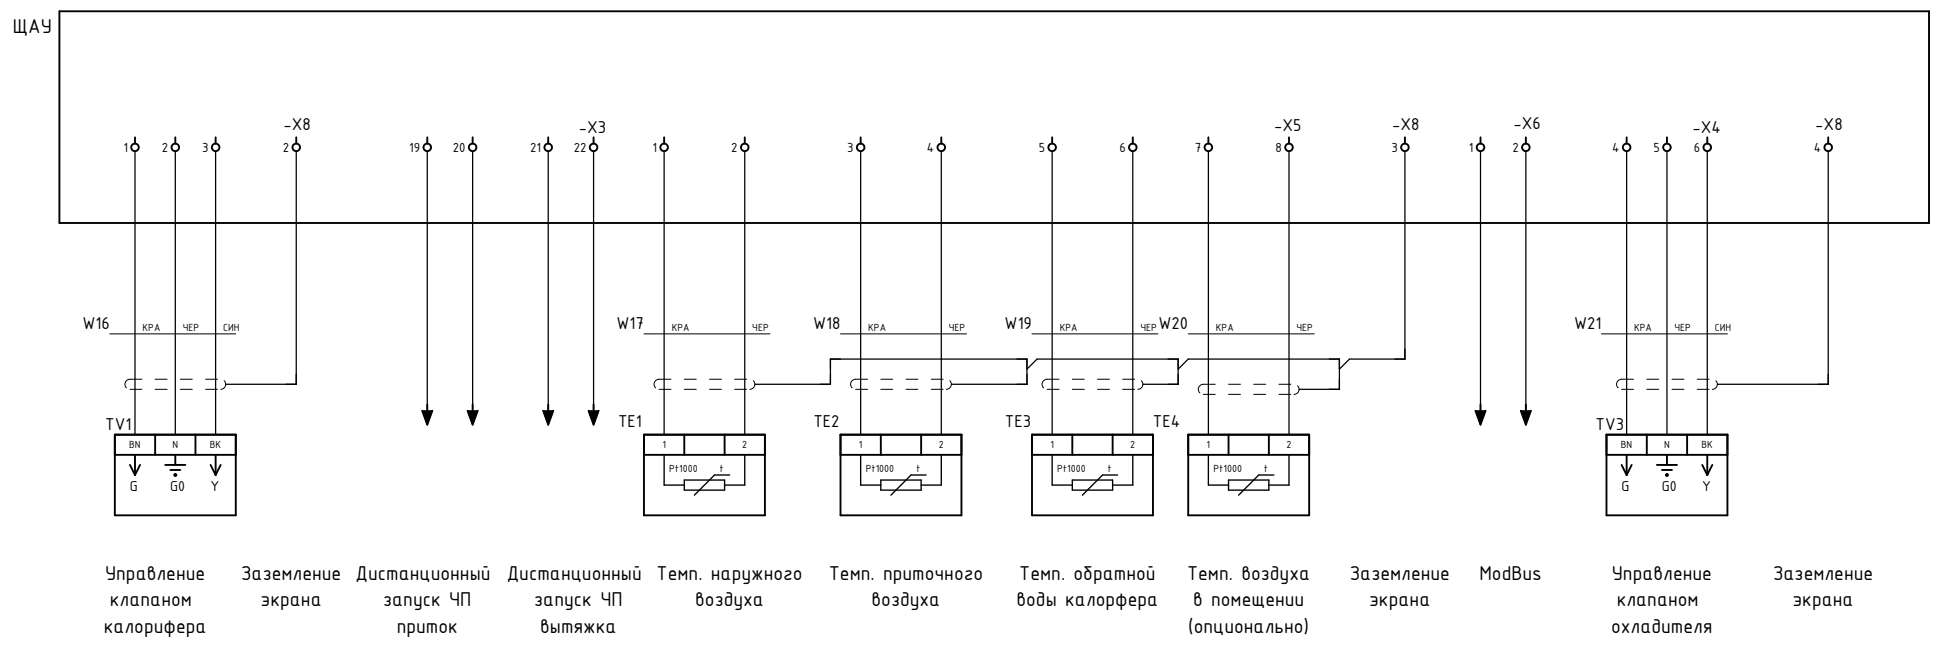 ЩАУ
-X8 -X3 -X5 -X8 -X6 -X4 -X8
1 2 3 2 19 20 21 22 1 2 3 4 5 6 7 8 3 1 2 4 5 6 4
W16 КРА ЧЕР СИН W17 КРА ЧЕР W18 КРА ЧЕР W19 КРА ЧЕР W20 КРА ЧЕР W21 КРА ЧЕР СИН
TV1 TE1 TE2 TE3 TE4 TV3
BN N BK 1 2 1 2 1 2 1 2 BN N BK
Pt1000 t Pt1000 t Pt1000 t Pt1000 t
G G0 Y G G0 Y
Управление
клапаном
калорифера
Заземление
экрана
Дистанционный
запуск ЧП
приток
Дистанционный
запуск ЧП
вытяжка
Темп. наружного
воздуха
Темп. приточного
воздуха
Темп. обратной
воды калорфера
Темп. воздуха
в помещении
(опционально)
Заземление
экрана
ModBus
Управление
клапаном
охладителя
Заземление
экрана